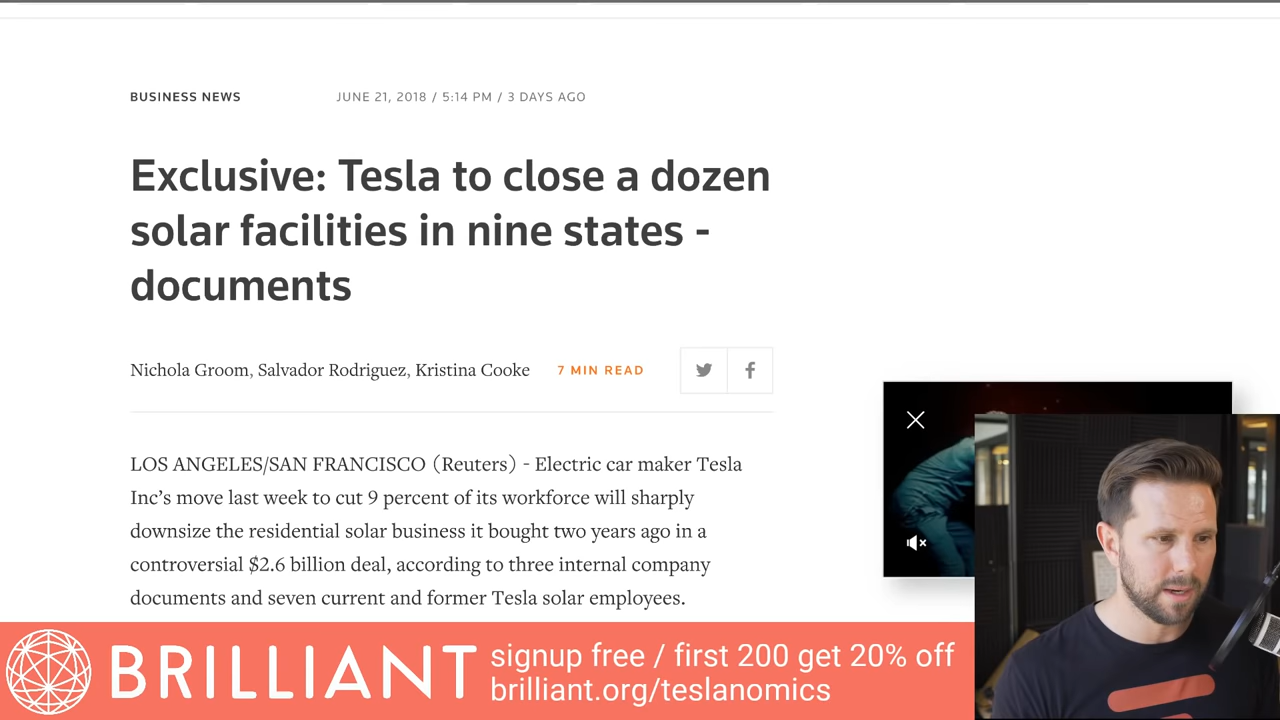 BUSINESS NEWS
JUNE 21, 2018 / 5:14 PM / 3 DAYS AGO
Exclusive: Tesla to close a dozen
solar facilities in nine states -
documents
Nichola Groom, Salvador Rodriguez, Kristina Cooke
7 MIN READ
LOS ANGELES/SAN FRANCISCO (Reuters) - Electric car maker Tesla
Inc’s move last week to cut 9 percent of its workforce will sharply
downsize the residential solar business it bought two years ago in a
controversial $2.6 billion deal, according to three internal company
documents and seven current and former Tesla solar employees.
BRILLIANT
signup free / first 200 get 20% off
brilliant.org/teslanomics